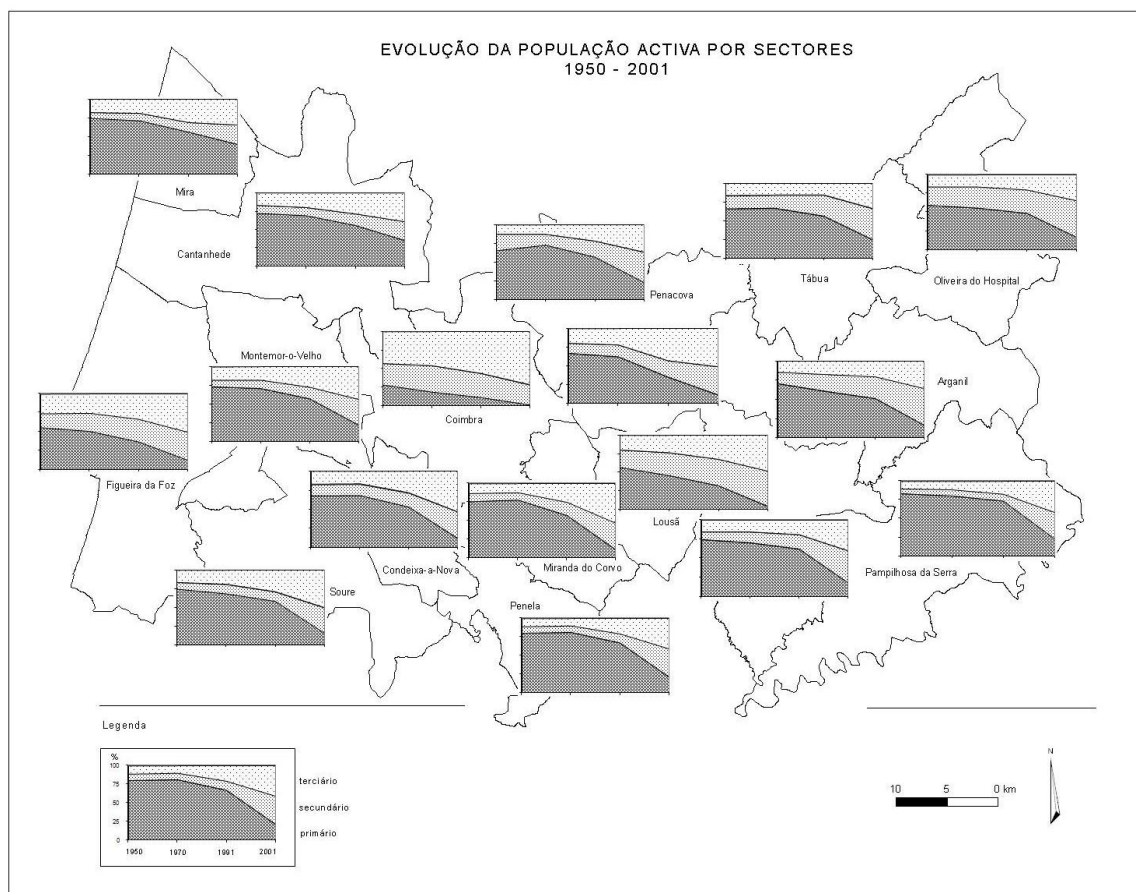 EVOLUÇÃO DA POPULAÇÃO ACTIVA POR SECTORES
1950 - 2001
Mira
Cantanhede
Penacova
Tábua
Oliveira do Hospital
Montemor-o-Velho
Coimbra
Arganil
Figueira da Foz
Lousã
Condeixa-a-Nova
Miranda do Corvo
Pampilhosa da Serra
Soure
Penela
Legenda
%
100
75
50
25
0
1950 1970 1991 2001
terciário
secundário
primário
10 5 0 km
N